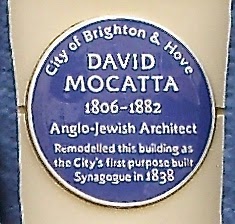 City of Brighton & Hove
DAVID
MOCATTA
1806-1882
Anglo-Jewish Architect
Remodelled this building as
the City's first purpose built
Synagogue in 1838